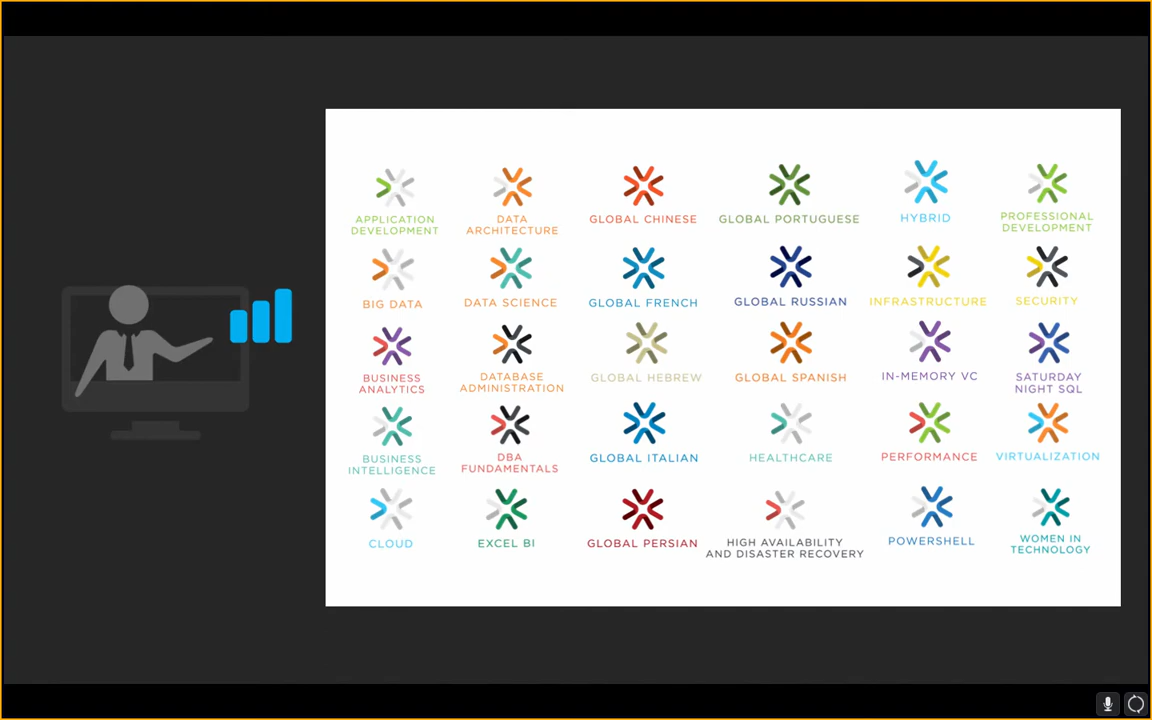 APPLICATION
DEVELOPMENT
DATA
ARCHITECTURE
GLOBAL CHINESE
GLOBAL PORTUGUESE
HYBRID
PROFESSIONAL
DEVELOPMENT
BIG DATA
DATA SCIENCE
GLOBAL FRENCH
GLOBAL RUSSIAN
INFRASTRUCTURE
SECURITY
BUSINESS
ANALYTICS
DATABASE
ADMINISTRATION
GLOBAL HEBREW
GLOBAL SPANISH
IN-MEMORY VC
SATURDAY
NIGHT SQL
BUSINESS
INTELLIGENCE
DBA
FUNDAMENTALS
GLOBAL ITALIAN
HEALTHCARE
PERFORMANCE
VIRTUALIZATION
CLOUD
EXCEL BI
GLOBAL PERSIAN
HIGH AVAILABILITY
AND DISASTER RECOVERY
POWERSHELL
WOMEN IN
TECHNOLOGY